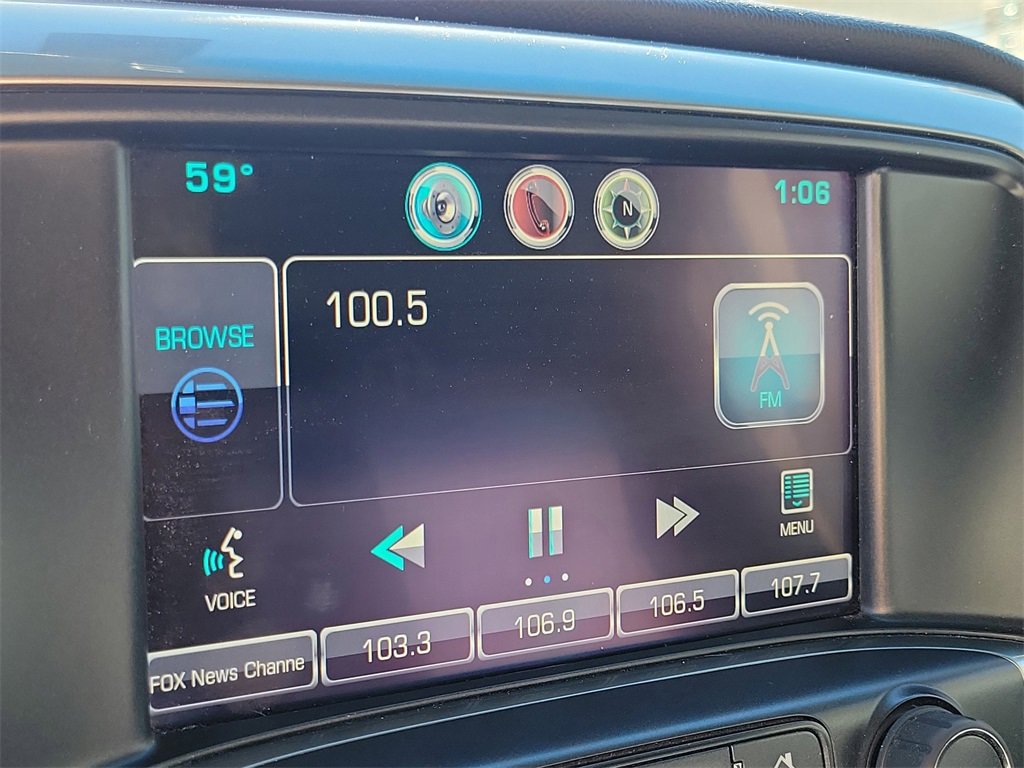 59°
N
1:06
BROWSE
100.5
FM
MENU
VOICE
FOX News Channe
103.3
106.9
106.5
107.7